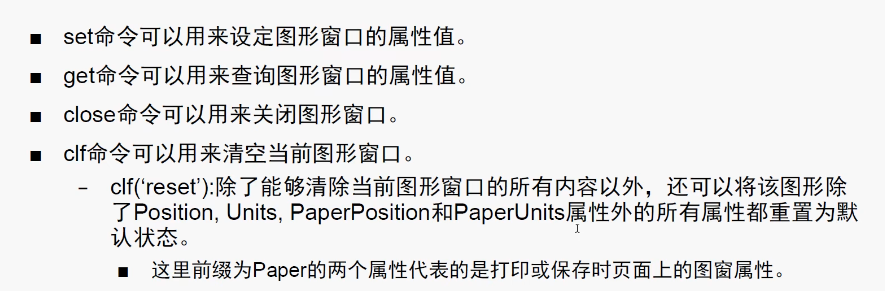 ■ set命令可以用来设定图形窗口的属性值。
■ get命令可以用来查询图形窗口的属性值。
■ close命令可以用来关闭图形窗口。
■ clf命令可以用来清空当前图形窗口。
– clf(‘reset’):除了能够清除当前图形窗口的所有内容以外，还可以将该图形除
了Position, Units, PaperPosition和PaperUnits属性外的所有属性都重置为默
认状态。
■ 这里前缀为Paper的两个属性代表的是打印或保存时页面上的图窗属性。